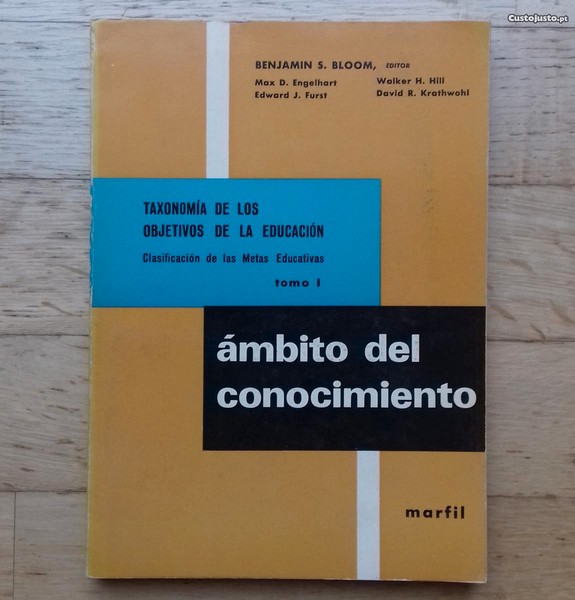 CustoJusto.pt
BENJAMIN S. BLOOM, EDITOR
Max D. Engelhart Walker H. Hill
Edward J. Furst David R. Krathwohl
TAXONOMÍA DE LOS
OBJETIVOS DE LA EDUCACIÓN
Clasificación de las Metas Educativas
tomo I
ámbito del
conocimiento
marfil